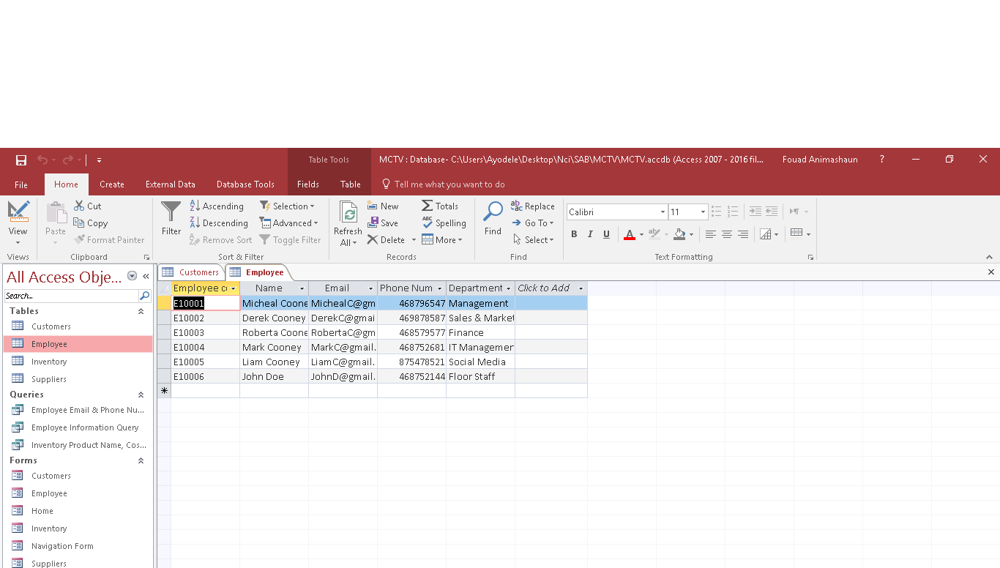 Table Tools MCTV : Database- C:\Users\Ayodele\Desktop\Nci\SAB\MCTV\MCTV.accdb (Access 2007 - 2016 fil... Fouad Animashaun ?
File Home Create External Data Database Tools Fields Table Tell me what you want to do
View
Views
Paste
Cut
Copy
Format Painter
Clipboard
Filter
Ascending
Descending
Remove Sort
Selection
Advanced
Toggle Filter
Sort & Filter
Refresh
All
New
Save
Delete
Totals
Spelling
More
Records
Find
Replace
Go To
Select
Find
Calibri 11
B I U A
Text Formatting
All Access Obje...
Search...
Tables
Customers
Employee
Inventory
Suppliers
Queries
Employee Email & Phone Nu...
Employee Information Query
Inventory Product Name, Cos...
Forms
Customers
Employee
Home
Inventory
Navigation Form
Suppliers
Customers Employee
Employee co Name Email Phone Num Department Click to Add
E10001 Micheal Coone MichealC@gm 468796547 Management
E10002 Derek Cooney DerekC@gmai 469878587 Sales & Market
E10003 Roberta Coone RobertaC@gm 468579577 Finance
E10004 Mark Cooney MarkC@gmail. 468752681 IT Managemen
E10005 Liam Cooney LiamC@gmail. 875478521 Social Media
E10006 John Doe JohnD@gmail. 468752144 Floor Staff